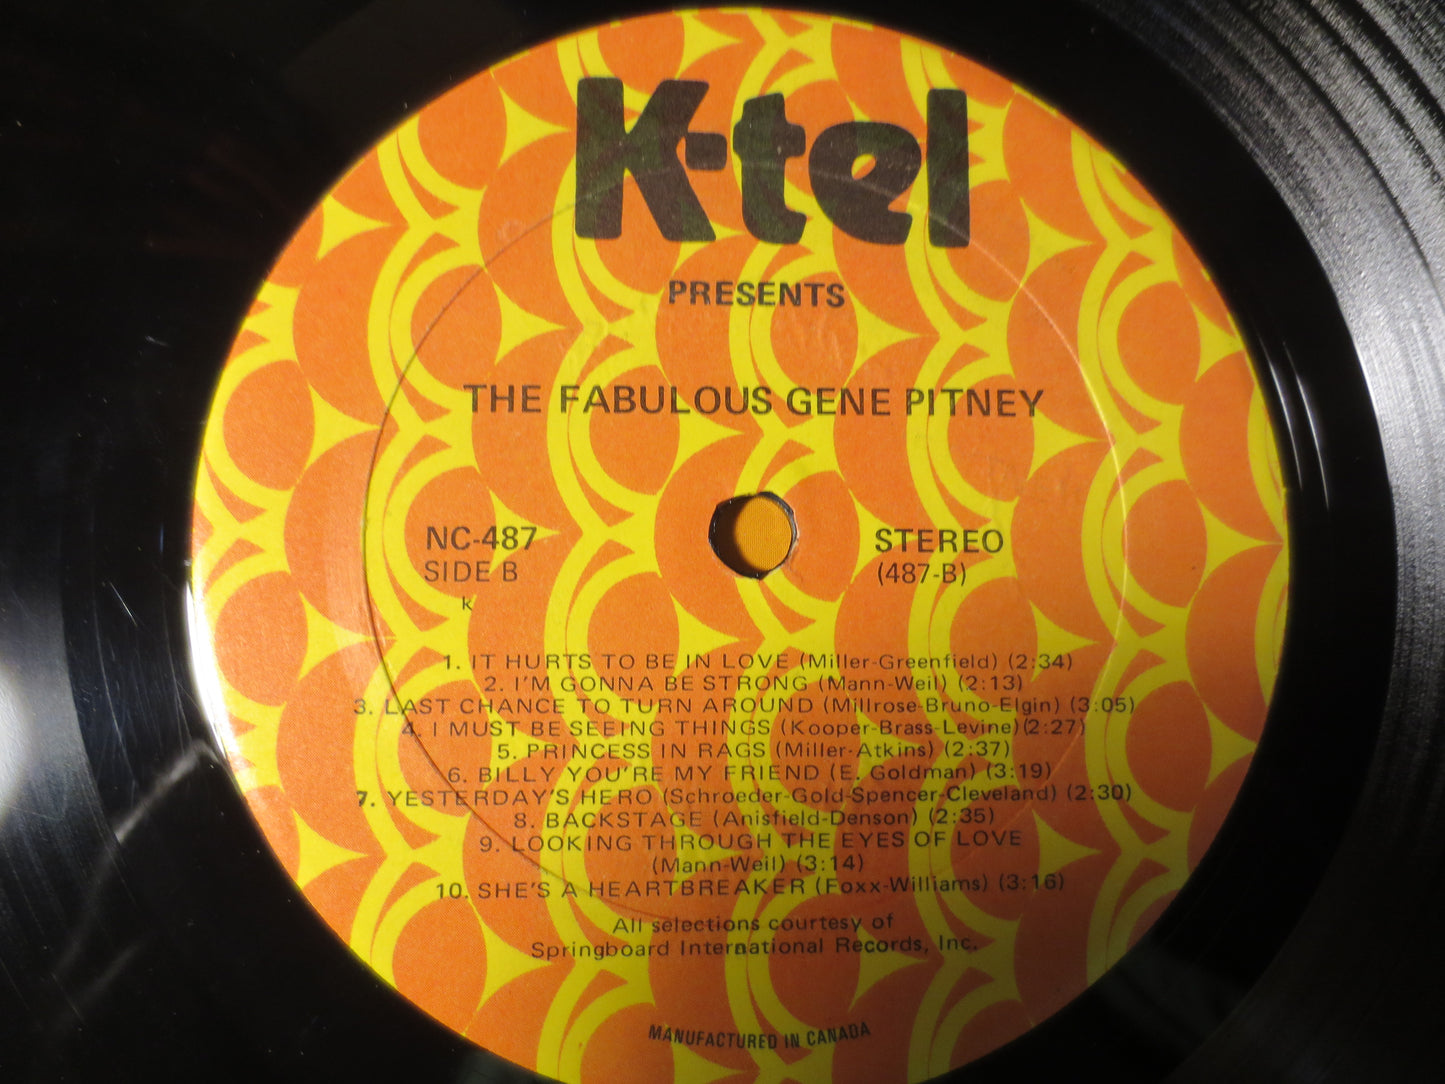 K-tel
PRESENTS
THE FABULOUS GENE PITNEY
NC-487
SIDE B
k
STEREO
(487-B)
1. IT HURTS TO BE IN LOVE (Miller-Greenfield) (2:34)
2. I'M GONNA BE STRONG (Mann-Weil) (2:13)
3. LAST CHANCE TO TURN AROUND (Millrose-Bruno-Elgin) (3:05)
4. I MUST BE SEEING THINGS (Kooper-Brass-Levine) (2:27)
5. PRINCESS IN RAGS (Miller-Atkins) (2:37)
6. BILLY YOU'RE MY FRIEND (E. Goldman) (3:19)
7. YESTERDAY'S HERO (Schroeder-Gold-Spencer-Cleveland) (2:30)
8. BACKSTAGE (Anisfield-Denson) (2:35)
9. LOOKING THROUGH THE EYES OF LOVE
(Mann-Weil) (3:14)
10. SHE'S A HEARTBREAKER (Foxx-Williams) (3:16)
All selections courtesy of
Springboard International Records, Inc.
MANUFACTURED IN CANADA